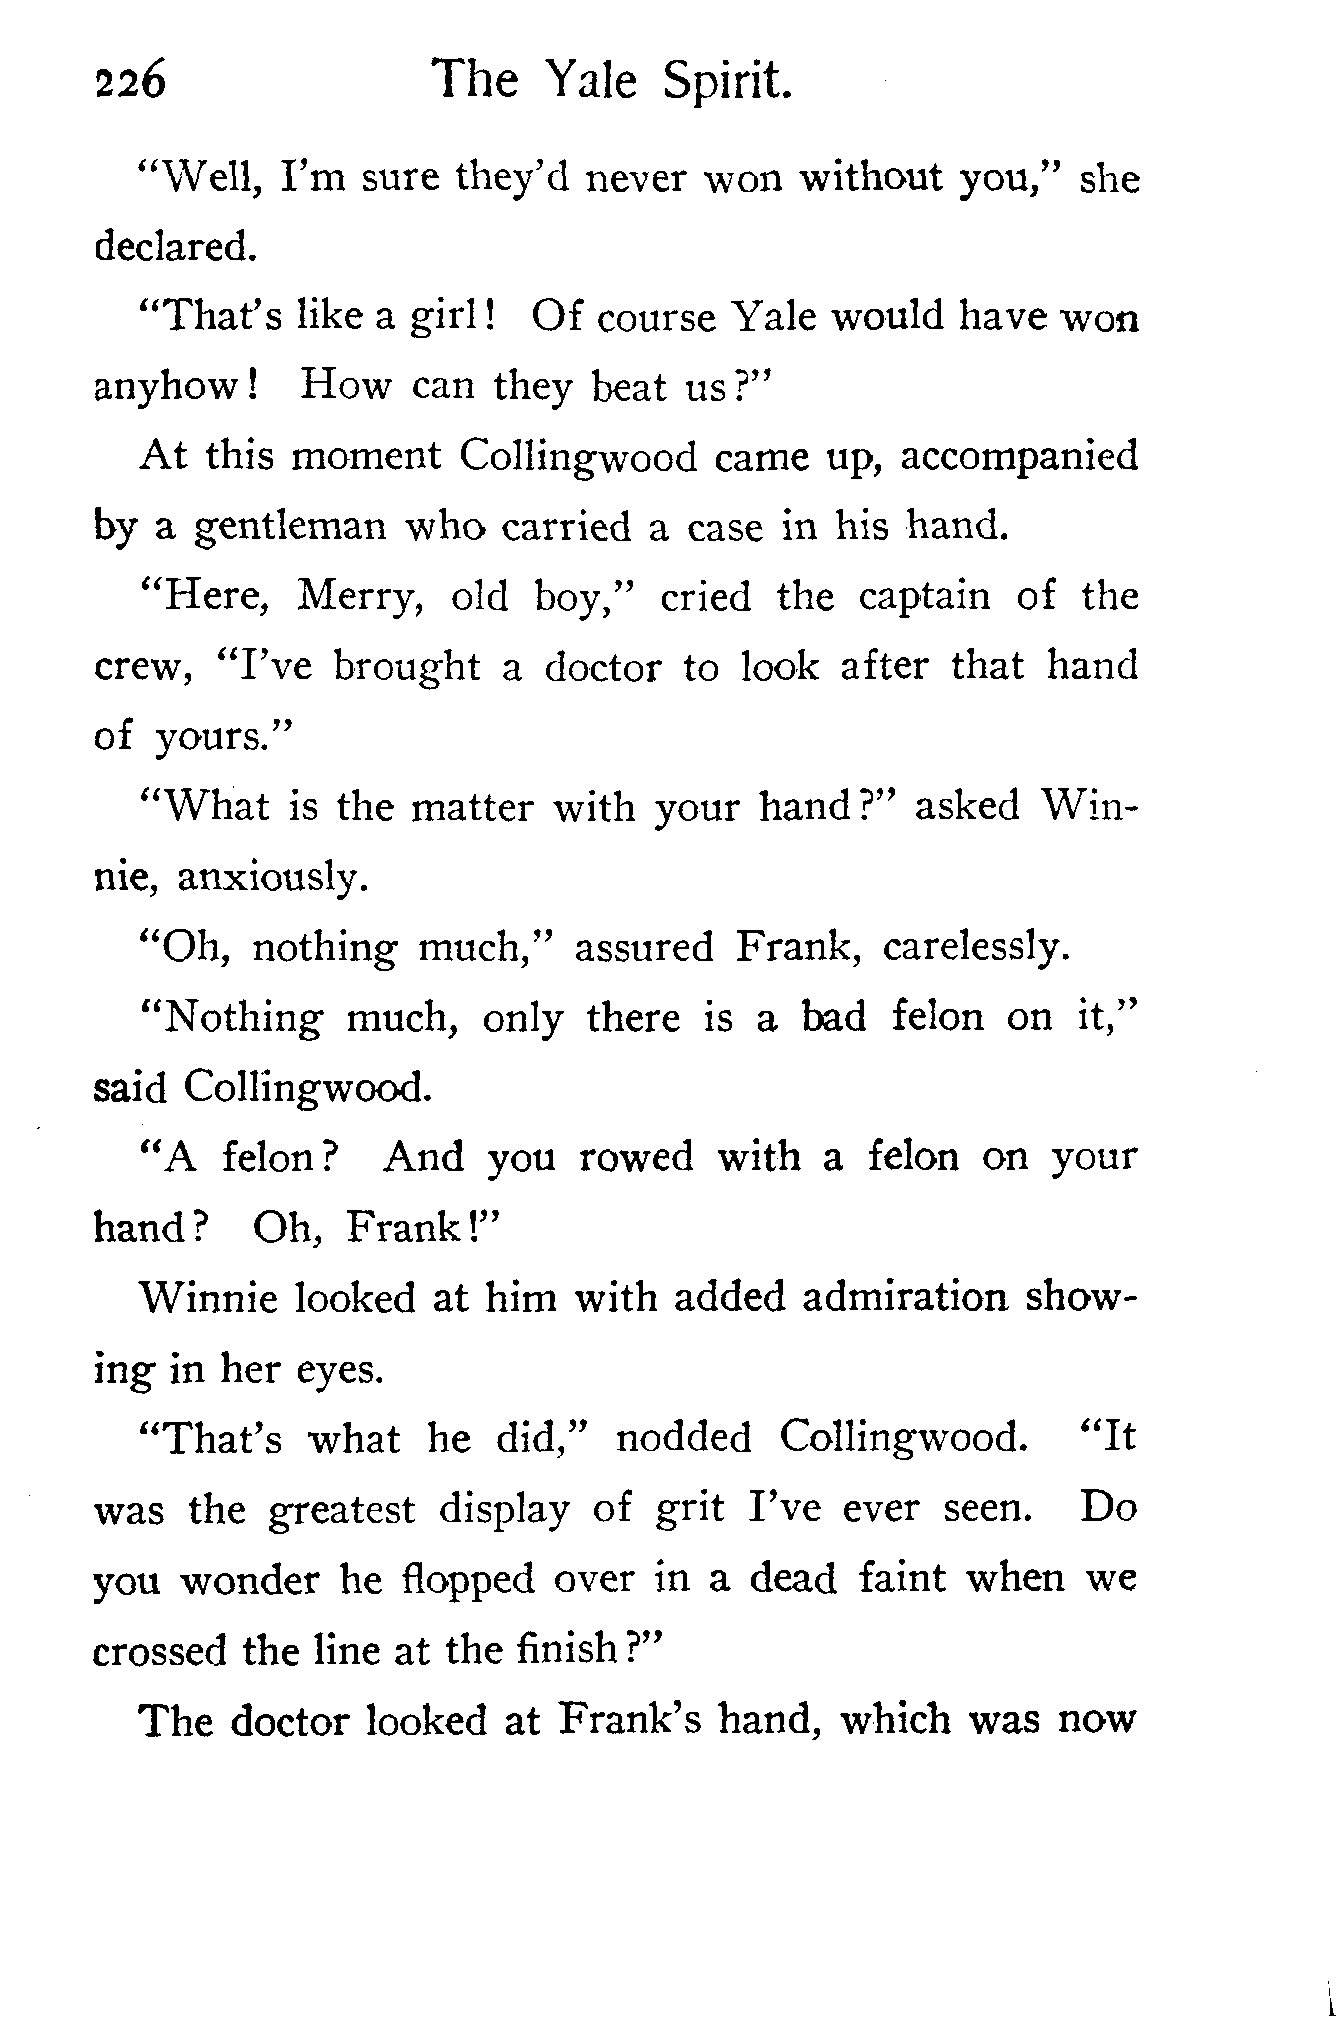 226 The Yale Spirit.
“Well, I’m sure they’d never won without you,” she
declared.
“That’s like a girl! Of course Yale would have won
anyhow! How can they beat us?”
At this moment Collingwood came up, accompanied
by a gentleman who carried a case in his hand.
“Here, Merry, old boy,” cried the captain of the
crew, “I’ve brought a doctor to look after that hand
of yours.”
“What is the matter with your hand?” asked Win-
nie, anxiously.
“Oh, nothing much,” assured Frank, carelessly.
“Nothing much, only there is a bad felon on it,”
said Collingwood.
“A felon? And you rowed with a felon on your
hand? Oh, Frank!”
Winnie looked at him with added admiration show-
ing in her eyes.
“That’s what he did,” nodded Collingwood. “It
was the greatest display of grit I’ve ever seen. Do
you wonder he flopped over in a dead faint when we
crossed the line at the finish?”
The doctor looked at Frank’s hand, which was now